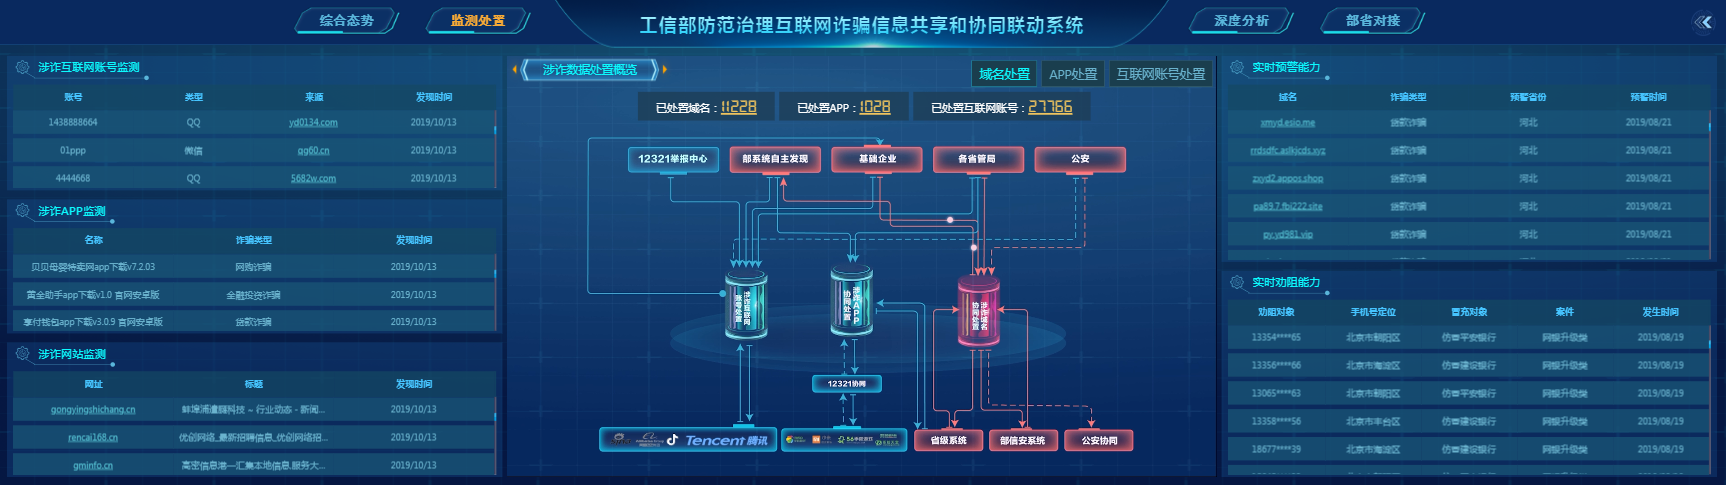 综合态势
监测处置
工信部防范治理互联网诈骗信息共享和协同联动系统
深度分析
部省对接
涉诈互联网账号监测
账号 类型 来源 发现时间
1438888664 QQ yd0134.com 2019/10/13
01ppp 微信 qg60.cn 2019/10/13
4444668 QQ 5682w.com 2019/10/13
涉诈APP监测
名称 诈骗类型 发现时间
贝贝母婴特卖网app下载v7.2.03 网购诈骗 2019/10/13
黄金助手app下载v1.0 官网安卓版 金融投资诈骗 2019/10/13
享付钱包app下载v3.0.9 官网安卓版 贷款诈骗 2019/10/13
涉诈网站监测
网址 标题 发现时间
gongyingshichang.cn 科技 – 行业动态 - 新闻... 2019/10/13
rencai168.cn 优创网络_最新招聘信息_优创网络招... 2019/10/13
gminfo.cn 高密信息港—汇集本地信息,服务大... 2019/10/13
涉诈数据处置概览
域名处置 APP处置 互联网账号处置
已处置域名：11228 已处置APP：1028 已处置互联网账号：27766
12321举报中心 部系统自主发现 基础企业 各省管局 公安
涉诈互联网账号处置
涉诈APP协同处置
涉诈域名协同处置
12321协同
Tencent 腾讯
省级系统 部信安系统 公安协同
实时预警能力
域名 诈骗类型 预警省份 预警时间
xmyd.esio.me 贷款诈骗 河北 2019/08/21
rrdsdfc.aslkjcds.xyz 贷款诈骗 河北 2019/08/21
zxyd2.appos.shop 贷款诈骗 河北 2019/08/21
pa89.7.fbi222.site 贷款诈骗 河北 2019/08/21
py.yd981.vip 贷款诈骗 河北 2019/08/21
实时劝阻能力
劝阻对象 手机号定位 冒充对象 案件 发生时间
13354****65 北京市朝阳区 仿冒平安银行 网银升级类 2019/08/19
13356****66 北京市海淀区 仿冒建设银行 网银升级类 2019/08/19
13065****63 北京市朝阳区 仿冒平安银行 网银升级类 2019/08/19
13358****56 北京市丰台区 仿冒建设银行 网银升级类 2019/08/19
18677****39 北京市海淀区 仿冒建设银行 网银升级类 2019/08/19